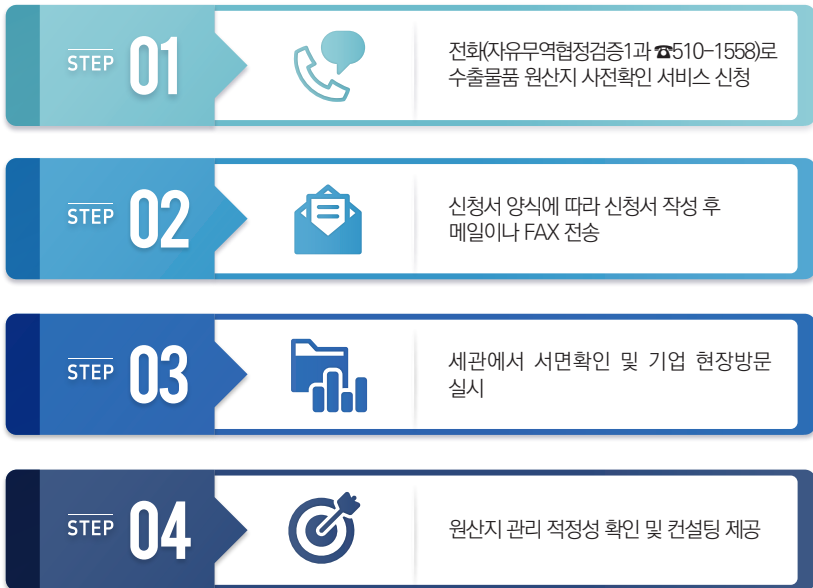 STEP 01
전화(자유무역협정검증1과 ☎510-1558)로
수출물품 원산지 사전확인 서비스 신청
STEP 02
신청서 양식에 따라 신청서 작성 후
메일이나 FAX 전송
STEP 03
세관에서 서면확인 및 기업 현장방문
실시
STEP 04
원산지 관리 적정성 확인 및 컨설팅 제공